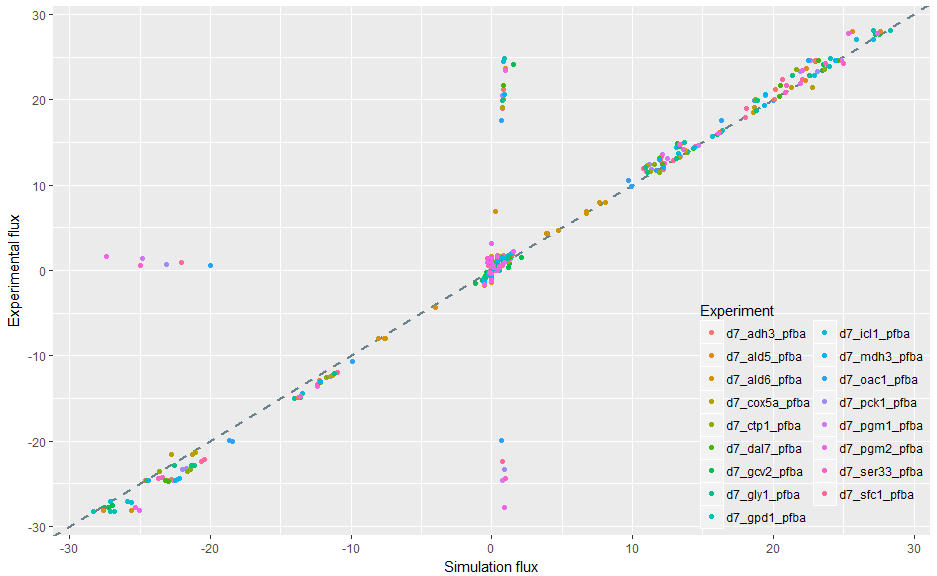 30
20
10
0
-10
-20
-30
Experimental flux
-30
-20
-10
0
10
20
30
Simulation flux
Experiment
d7_adh3_pfba
d7_ald5_pfba
d7_ald6_pfba
d7_cox5a_pfba
d7_ctp1_pfba
d7_dal7_pfba
d7_gcv2_pfba
d7_gly1_pfba
d7_gpd1_pfba
d7_icl1_pfba
d7_mdh3_pfba
d7_oac1_pfba
d7_pck1_pfba
d7_pgm1_pfba
d7_pgm2_pfba
d7_ser33_pfba
d7_sfc1_pfba